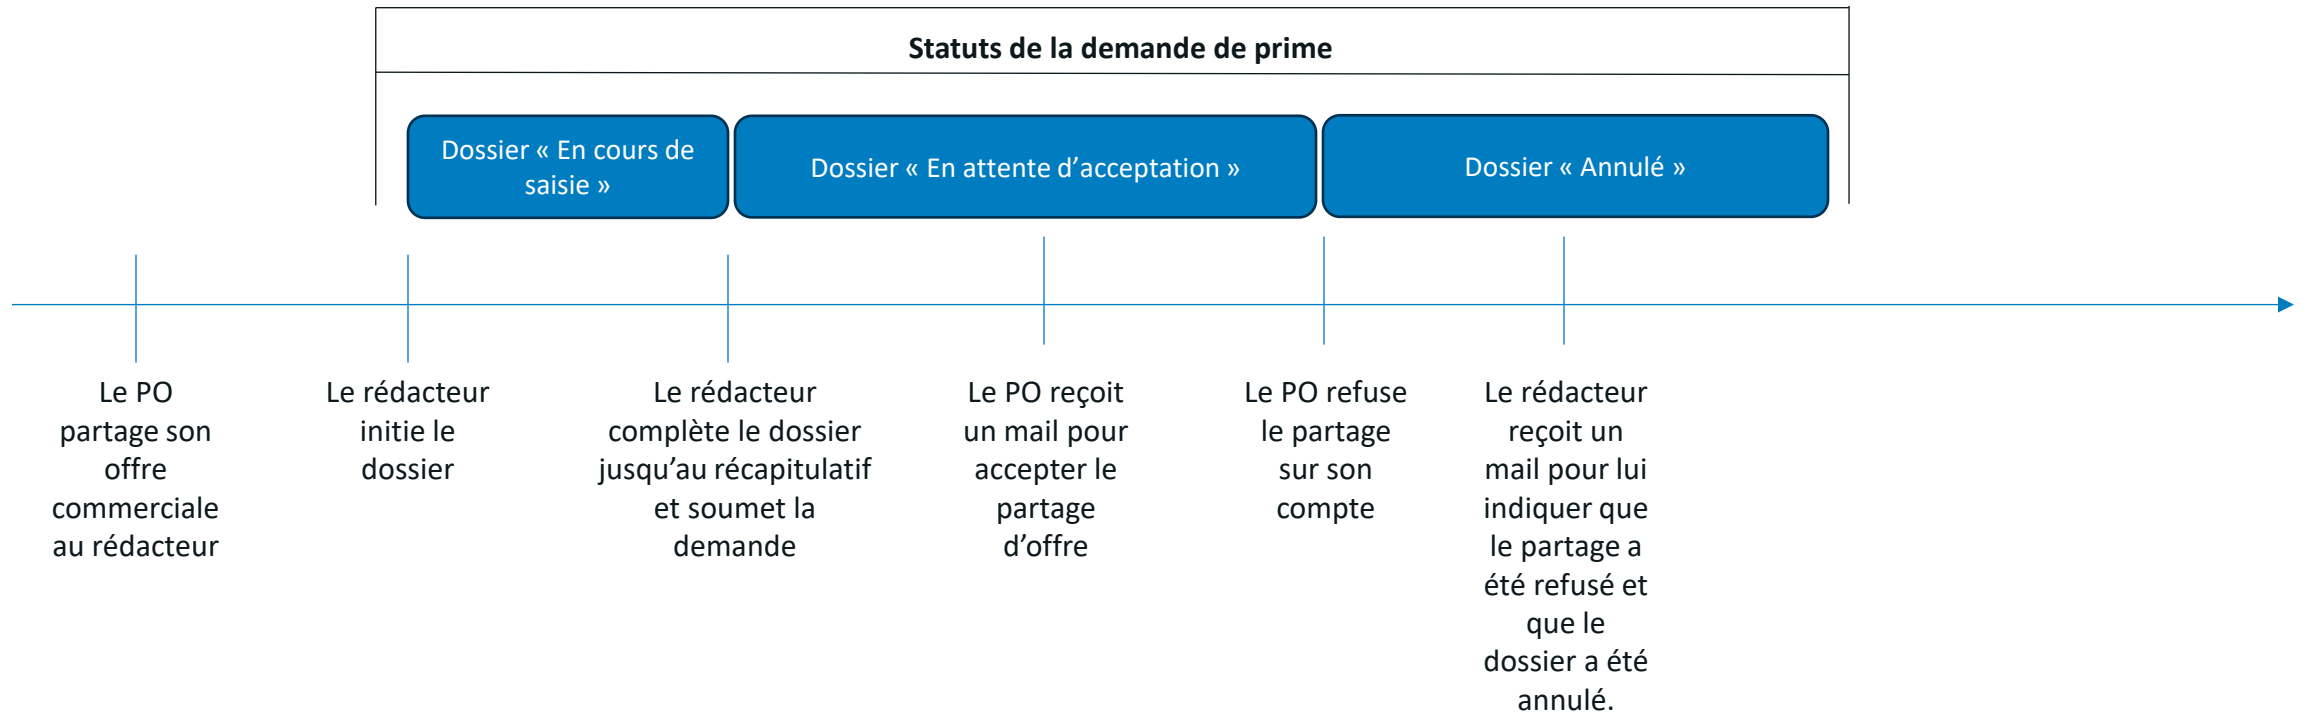 Statuts de la demande de prime
Dossier « En cours de
saisie »
Dossier « En attente d’acceptation »
Dossier « Annulé »
Le PO
partage son
offre
commerciale
au rédacteur
Le rédacteur
initie le
dossier
Le rédacteur
complète le dossier
jusqu’au récapitulatif
et soumet la
demande
Le PO reçoit
un mail pour
accepter le
partage
d’offre
Le PO refuse
le partage
sur son
compte
Le rédacteur
reçoit un
mail pour lui
indiquer que
le partage a
été refusé et
que le
dossier a été
annulé.